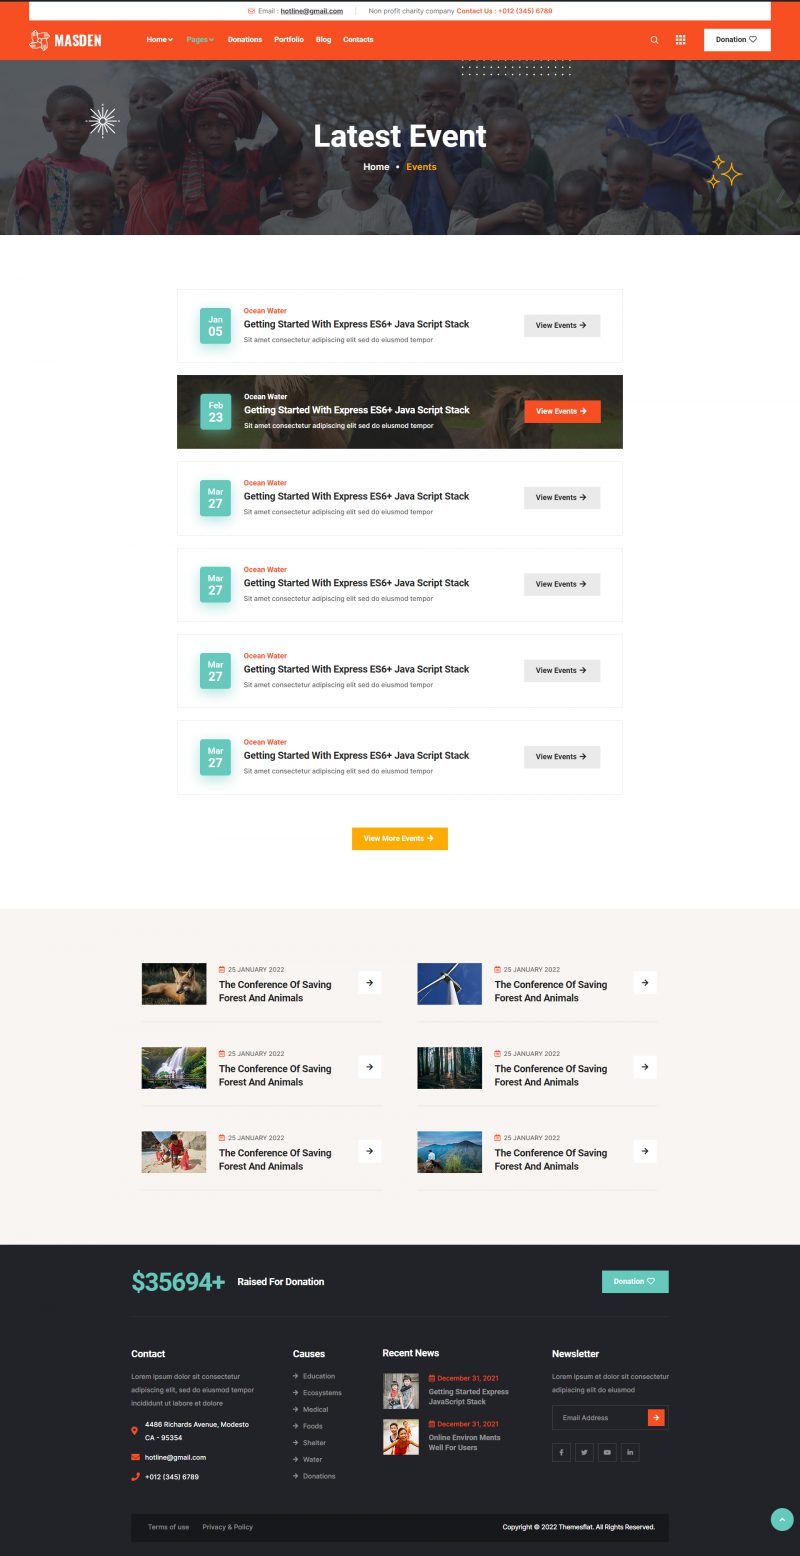 Email : hotline@gmail.com Non profit charity company Contact Us : +012 (345) 6789
MASDEN Home Pages Donations Portfolio Blog Contacts Donation
Latest Event
Home • Events
Jan
05
Ocean Water
Getting Started With Express ES6+ Java Script Stack
Sit amet consectetur adipiscing elit sed do eiusmod tempor
View Events
Feb
23
Ocean Water
Getting Started With Express ES6+ Java Script Stack
Sit amet consectetur adipiscing elit sed do eiusmod tempor
View Events
Mar
27
Ocean Water
Getting Started With Express ES6+ Java Script Stack
Sit amet consectetur adipiscing elit sed do eiusmod tempor
View Events
Mar
27
Ocean Water
Getting Started With Express ES6+ Java Script Stack
Sit amet consectetur adipiscing elit sed do eiusmod tempor
View Events
Mar
27
Ocean Water
Getting Started With Express ES6+ Java Script Stack
Sit amet consectetur adipiscing elit sed do eiusmod tempor
View Events
Mar
27
Ocean Water
Getting Started With Express ES6+ Java Script Stack
Sit amet consectetur adipiscing elit sed do eiusmod tempor
View Events
View More Events
25 JANUARY 2022
The Conference Of Saving
Forest And Animals
25 JANUARY 2022
The Conference Of Saving
Forest And Animals
25 JANUARY 2022
The Conference Of Saving
Forest And Animals
25 JANUARY 2022
The Conference Of Saving
Forest And Animals
25 JANUARY 2022
The Conference Of Saving
Forest And Animals
25 JANUARY 2022
The Conference Of Saving
Forest And Animals
$35694+ Raised For Donation
Donation
Contact
Lorem ipsum dolor sit consectetur
adipiscing elit, sed do eiusmod tempor
incididunt ut labore et dolore
4486 Richards Avenue, Modesto
CA - 95354
hotline@gmail.com
+012 (345) 6789
Causes
Education
Ecosystems
Medical
Foods
Shelter
Water
Donations
Recent News
December 31, 2021
Getting Started Express
JavaScript Stack
December 31, 2021
Online Environ Ments
Well For Users
Newsletter
Lorem ipsum et dolor sit consectetur
adipiscing elit do eiusmod
Email Address
Terms of use Privacy & Policy
Copyright © 2022 Themesflat. All Rights Reserved.